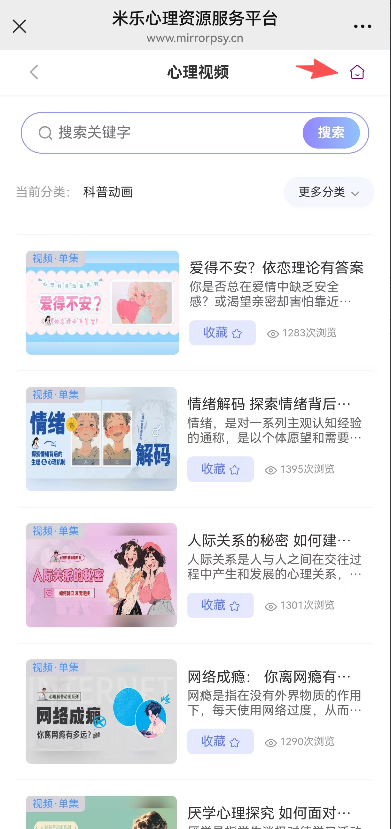 米乐心理资源服务平台
www.mirrorpsy.cn
心理视频
搜索关键字
搜索
当前分类： 科普动画
更多分类
视频·单集
爱得不安?
爱得不安？依恋理论有答案
你是否总在爱情中缺乏安全
感？或渴望亲密却害怕靠近…
收藏
1283次浏览
视频·单集
情绪
解码
情绪解码 探索情绪背后…
情绪，是对一系列主观认知经验
的通称，是以个体愿望和需要…
收藏
1395次浏览
视频·单集
人际关系的秘密
人际关系的秘密 如何建…
人际关系是人与人之间在交往过
程中产生和发展的心理关系，…
收藏
1301次浏览
视频·单集
INTERNET
网络成瘾
你离网瘾有多远?
网络成瘾： 你离网瘾有…
网瘾是指在没有外界物质的作用
下，每天使用网络过度，从而…
收藏
1290次浏览
视频·单集
厌学心理探究 如何面对…